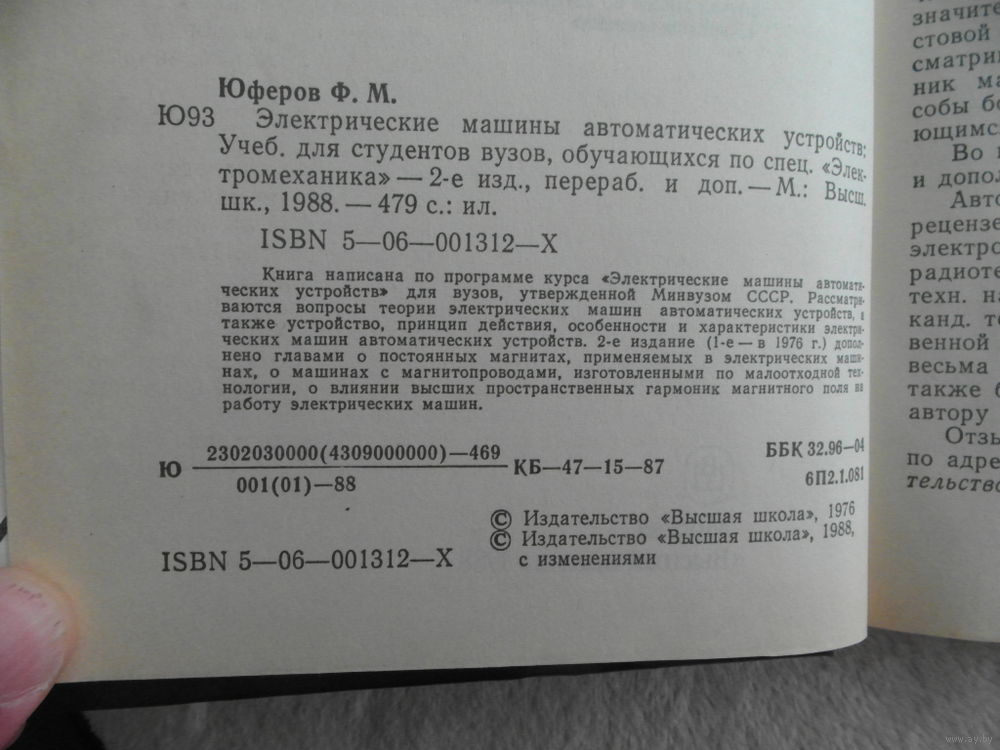 Юферов Ф. М.
Ю93 Электрические машины автоматических устройств:
Учеб. для студентов вузов, обучающихся по спец. «Элек-
тромеханика» — 2-е изд., перераб. и доп. — М.: Высш.
шк., 1988. — 479 с.: ил.
ISBN 5—06—001312—X
Книга написана по программе курса «Электрические машины автомати-
ческих устройств» для вузов, утвержденной Минвузом СССР. Рассматри-
ваются вопросы теории электрических машин автоматических устройств, а
также устройство, принцип действия, особенности и характеристики электри-
ческих машин автоматических устройств. 2-е издание (1-е — в 1976 г.) допол-
нено главами о постоянных магнитах, применяемых в электрических маши-
нах, о машинах с магнитопроводами, изготовленными по малоотходной тех-
нологии, о влиянии высших пространственных гармоник магнитного поля на
работу электрических машин.
Ю 2302030000(4309000000)—469
001(01)—88 КБ—47—15—87
ББК 32.96—04
6П2.1.081
© Издательство «Высшая школа», 1976
© Издательство «Высшая школа», 1988,
с изменениями
ISBN 5—06—001312—X
значите
стовой
сматри
ник ма
собы бо
ющимс
Во
и допол
Авто
рецензе
электро
радиоте
техн. на
канд. те
венной
весьма
также б
автору
Отзы
по адре
тельство
www.ay.by